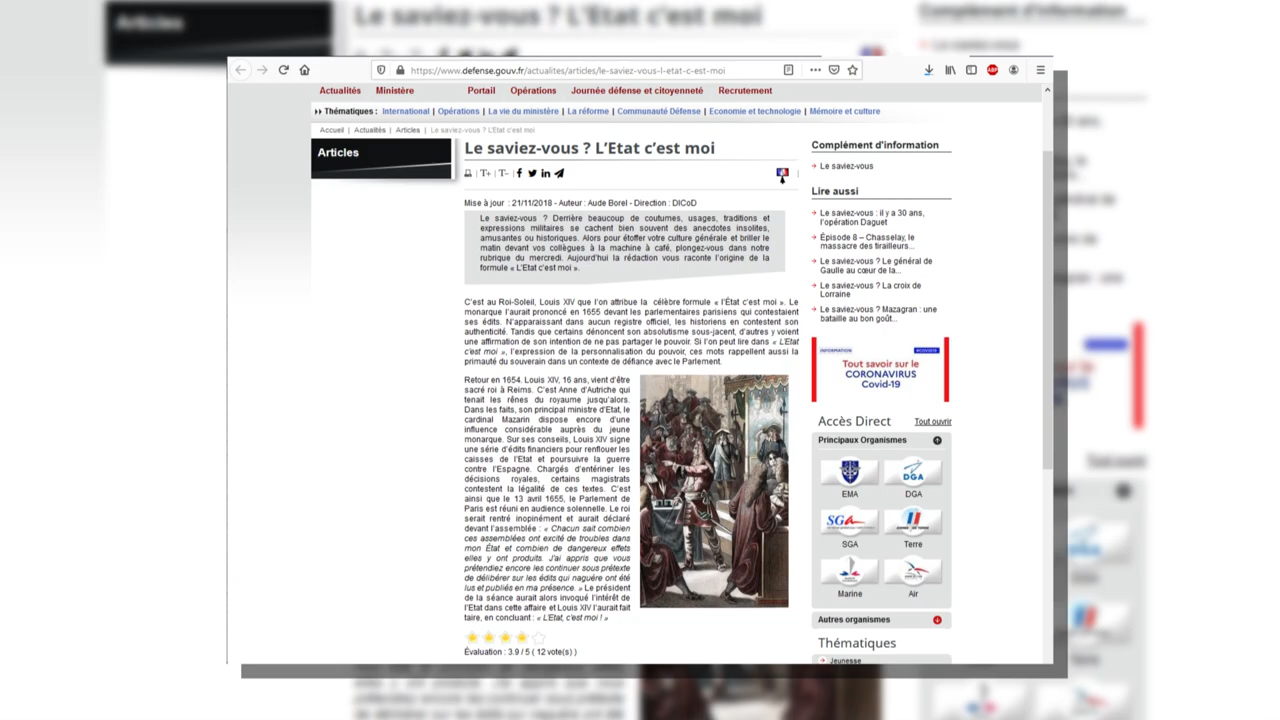 Articles
Le saviez-vous ? L'Etat c'est moi
Complément d'information
https://www.defense.gouv.fr/actualites/articles/le-saviez-vous-l-etat-c-est-moi
ABP
Actualités Ministère Portail Opérations Journée défense et citoyenneté Recrutement
Thématiques : International | Opérations | La vie du ministère | La réforme | Communauté Défense | Economie et technologie | Mémoire et culture
Accueil | Actualités | Articles | Le saviez-vous ? L'Etat c'est moi
Articles
Le saviez-vous ? L'Etat c'est moi
T+ | T- |
Mise à jour : 21/11/2018 - Auteur : Aude Borel - Direction : DICoD
Le saviez-vous ? Derrière beaucoup de coutumes, usages, traditions et
expressions militaires se cachent bien souvent des anecdotes insolites,
amusantes ou historiques. Alors pour étoffer votre culture générale et briller le
matin devant vos collègues à la machine à café, plongez-vous dans notre
rubrique du mercredi. Aujourd'hui la rédaction vous raconte l'origine de la
formule « L'Etat c'est moi ».
C'est au Roi-Soleil, Louis XIV que l'on attribue la célèbre formule « l'État c'est moi ». Le
monarque l'aurait prononcé en 1655 devant les parlementaires parisiens qui contestaient
ses édits. N'apparaissant dans aucun registre officiel, les historiens en contestent son
authenticité. Tandis que certains dénoncent son absolutisme sous-jacent, d'autres y voient
une affirmation de son intention de ne pas partager le pouvoir. Si l'on peut lire dans « L'Etat
c'est moi », l'expression de la personnalisation du pouvoir, ces mots rappellent aussi la
primauté du souverain dans un contexte de défiance avec le Parlement.
Retour en 1654. Louis XIV, 16 ans, vient d'être
sacré roi à Reims. C'est Anne d'Autriche qui
tenait les rênes du royaume jusqu'alors.
Dans les faits, son principal ministre d'Etat, le
cardinal Mazarin dispose encore d'une
influence considérable auprès du jeune
monarque. Sur ses conseils, Louis XIV signe
une série d'édits financiers pour renflouer les
caisses de l'Etat et poursuivre la guerre
contre l'Espagne. Chargés d'entériner les
décisions royales, certains magistrats
contestent la légalité de ces textes. C'est
ainsi que le 13 avril 1655, le Parlement de
Paris est réuni en audience solennelle. Le roi
serait rentré inopinément et aurait déclaré
devant l'assemblée : « Chacun sait combien
ces assemblées ont excité de troubles dans
mon État et combien de dangereux effets
elles y ont produits. J'ai appris que vous
prétendiez encore les continuer sous prétexte
de délibérer sur les édits qui naguère ont été
lus et publiés en ma présence. » Le président
de la séance aurait alors invoqué l'intérêt de
l'Etat dans cette affaire et Louis XIV l'aurait fait
taire, en concluant : « L'Etat, c'est moi ! »
Évaluation : 3.9 / 5 ( 12 vote(s) )
Complément d'information
Le saviez-vous
Lire aussi
Le saviez-vous : il y a 30 ans,
l'opération Daguet
Épisode 8 – Chasselay, le
massacre des tirailleurs...
Le saviez-vous ? Le général de
Gaulle au cœur de la...
Le saviez-vous ? La croix de
Lorraine
Le saviez-vous ? Mazagran : une
bataille au bon goût...
INFORMATION #COVID19
Tout savoir sur le
CORONAVIRUS
Covid-19
Accès Direct Tout ouvrir
Principaux Organismes
DGA
EMA DGA
SGA
SGA Terre
Marine Air
Autres organismes
Thématiques
Jeunesse